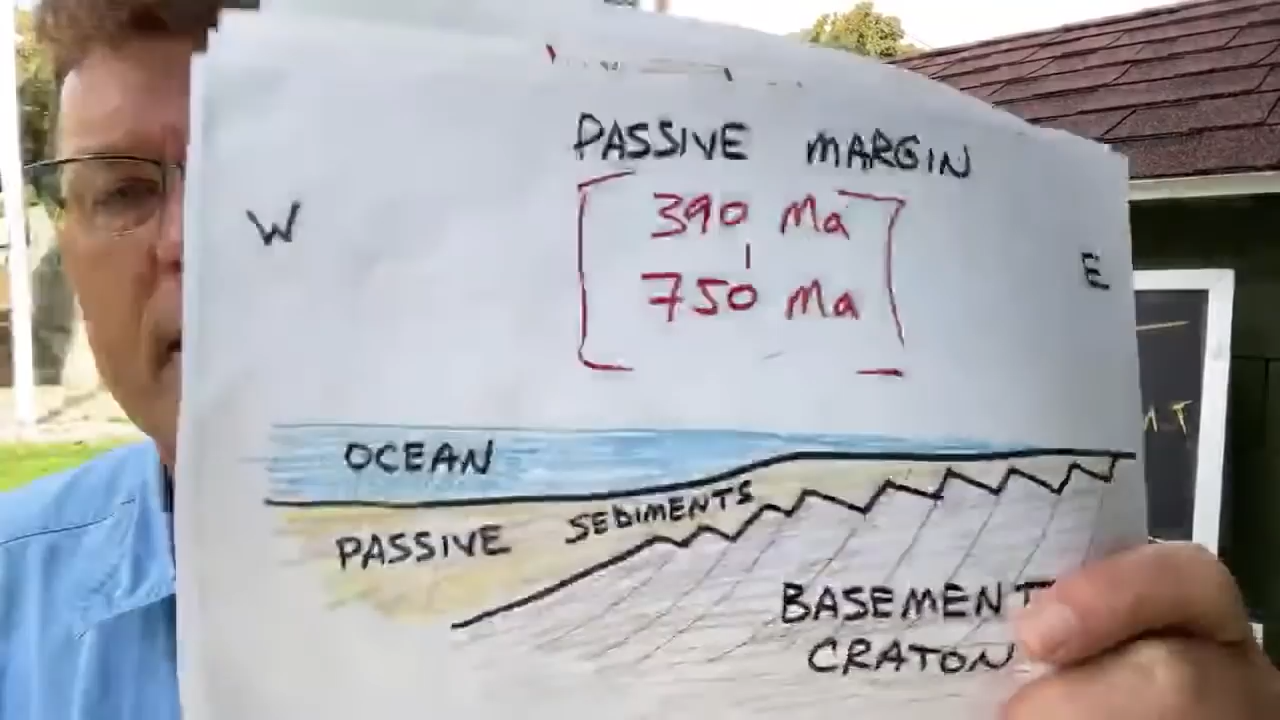 PASSIVE MARGIN
390 Ma
750 Ma
W
E
OCEAN
PASSIVE SEDIMENTS
BASEMENT
CRATON